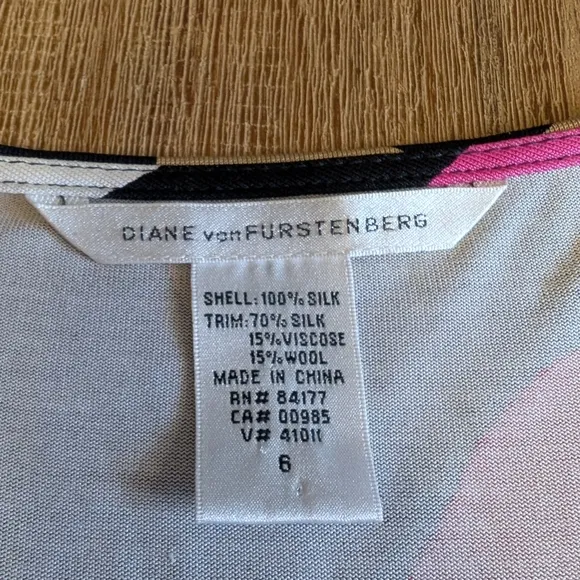 DIANE von FURSTENBERG
SHELL: 100% SILK
TRIM: 70% SILK
15% VISCOSE
15% WOOL
MADE IN CHINA
RN# 84177
CA# 00985
V# 41011
6